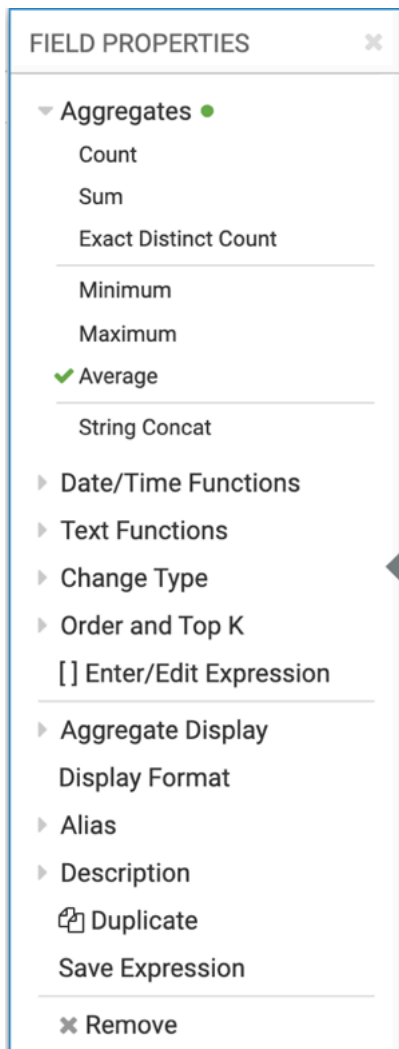 FIELD PROPERTIES
Aggregates
Count
Sum
Exact Distinct Count
Minimum
Maximum
Average
String Concat
Date/Time Functions
Text Functions
Change Type
Order and Top K
[ ] Enter/Edit Expression
Aggregate Display
Display Format
Alias
Description
Duplicate
Save Expression
Remove